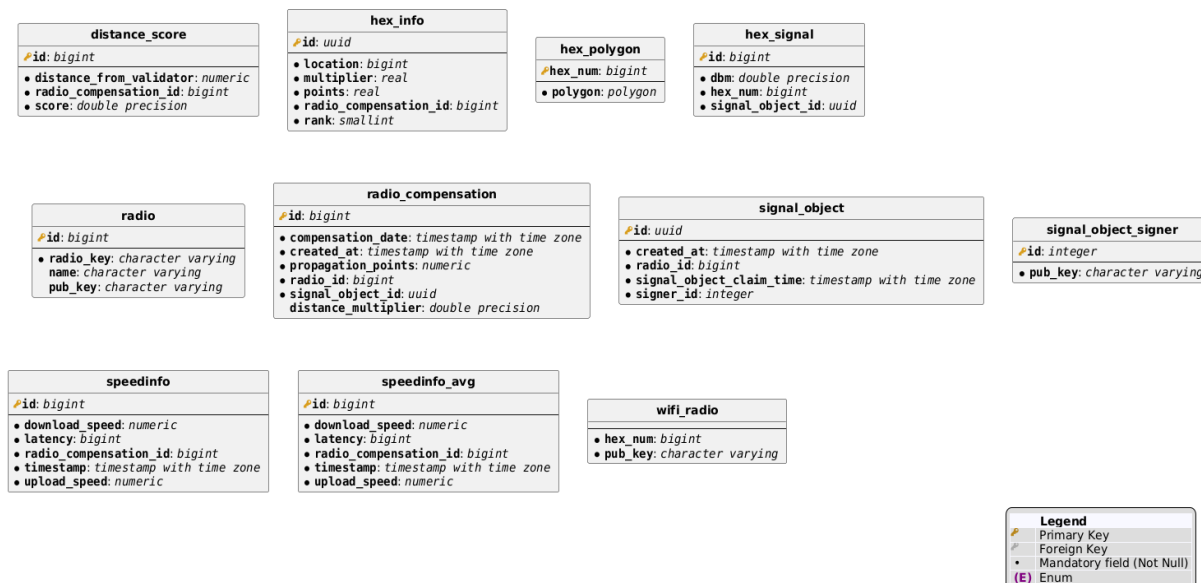 distance_score
id: bigint
• distance_from_validator: numeric
• radio_compensation_id: bigint
• score: double precision
hex_info
id: uuid
• location: bigint
• multiplier: real
• points: real
• radio_compensation_id: bigint
• rank: smallint
hex_polygon
hex_num: bigint
• polygon: polygon
hex_signal
id: bigint
• dbm: double precision
• hex_num: bigint
• signal_object_id: uuid
radio
id: bigint
• radio_key: character varying
name: character varying
pub_key: character varying
radio_compensation
id: bigint
• compensation_date: timestamp with time zone
• created_at: timestamp with time zone
• propagation_points: numeric
• radio_id: bigint
• signal_object_id: uuid
distance_multiplier: double precision
signal_object
id: uuid
• created_at: timestamp with time zone
• radio_id: bigint
• signal_object_claim_time: timestamp with time zone
• signer_id: integer
signal_object_signer
id: integer
• pub_key: character varying
speedinfo
id: bigint
• download_speed: numeric
• latency: bigint
• radio_compensation_id: bigint
• timestamp: timestamp with time zone
• upload_speed: numeric
speedinfo_avg
id: bigint
• download_speed: numeric
• latency: bigint
• radio_compensation_id: bigint
• timestamp: timestamp with time zone
• upload_speed: numeric
wifi_radio
• hex_num: bigint
• pub_key: character varying
Legend
Primary Key
Foreign Key
• Mandatory field (Not Null)
(E) Enum